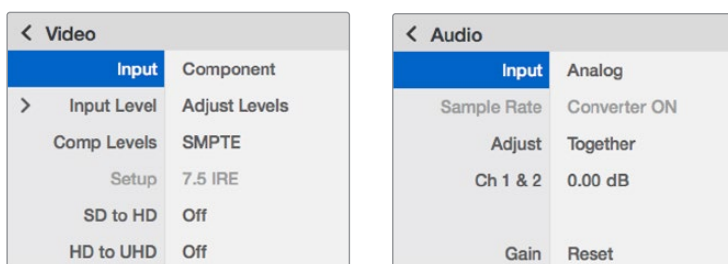 < Video
Input Component
> Input Level Adjust Levels
Comp Levels SMPTE
Setup 7.5 IRE
SD to HD Off
HD to UHD Off
< Audio
Input Analog
Sample Rate Converter ON
Adjust Together
Ch 1 & 2 0.00 dB
Gain Reset